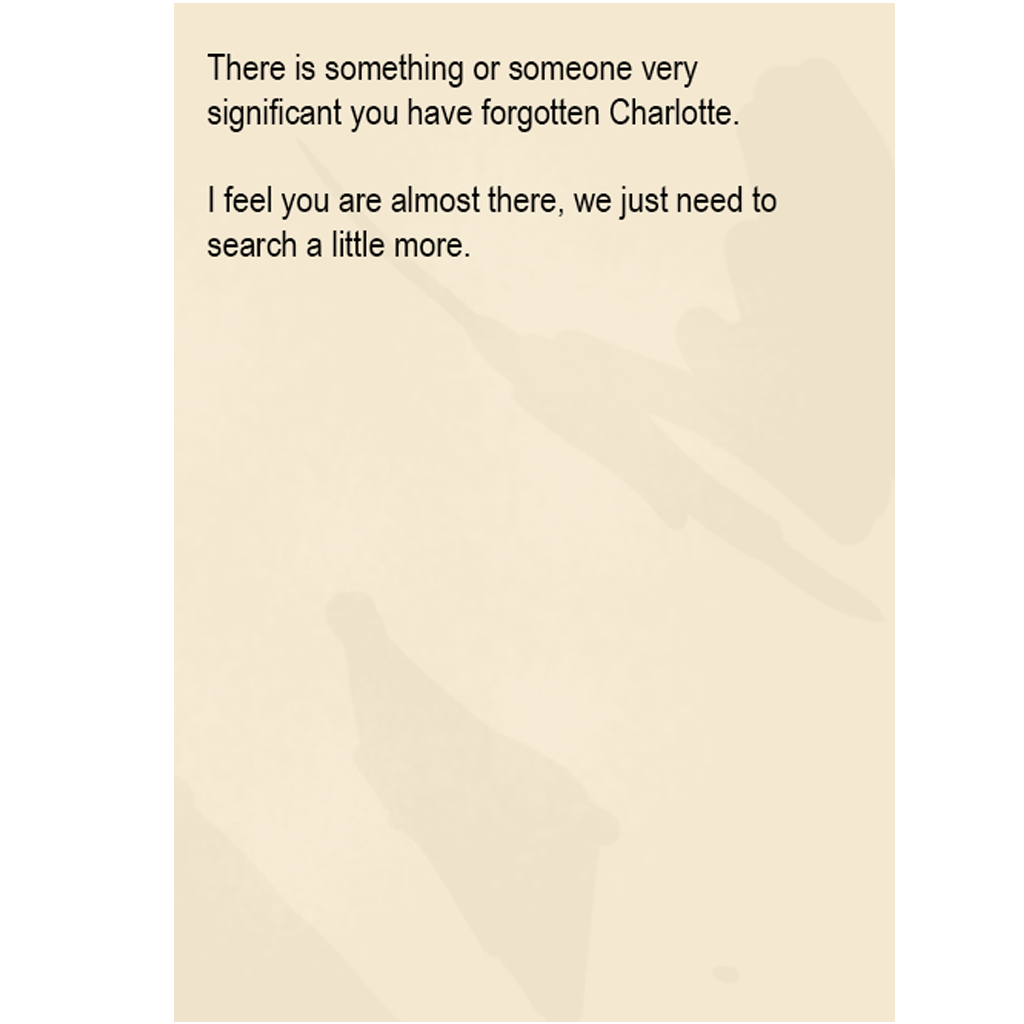 There is something or someone very
significant you have forgotten Charlotte.
I feel you are almost there, we just need to
search a little more.